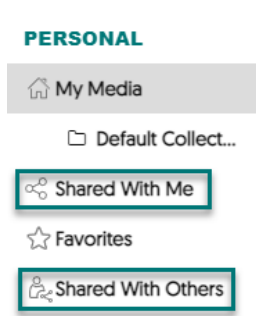 PERSONAL
My Media
Default Collect...
Shared With Me
Favorites
Shared With Others